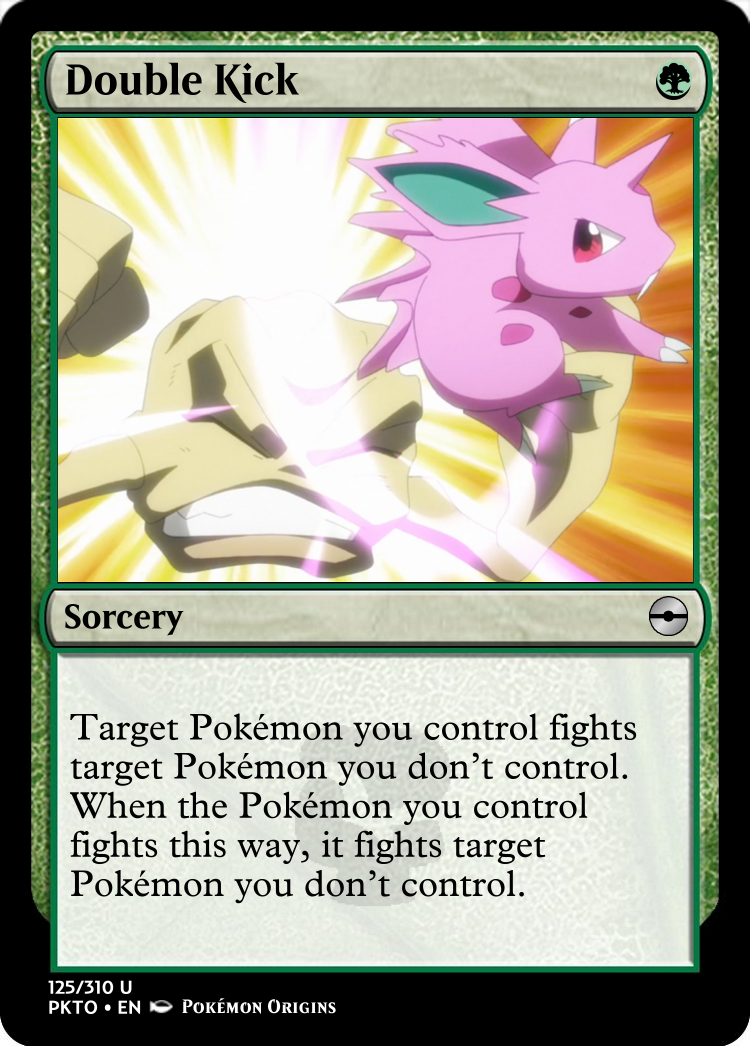 Double Kick
Sorcery
Target Pokémon you control fights
target Pokémon you don't control.
When the Pokémon you control
fights this way, it fights target
Pokémon you don't control.
125/310 U
PKTO • EN Pokémon Origins